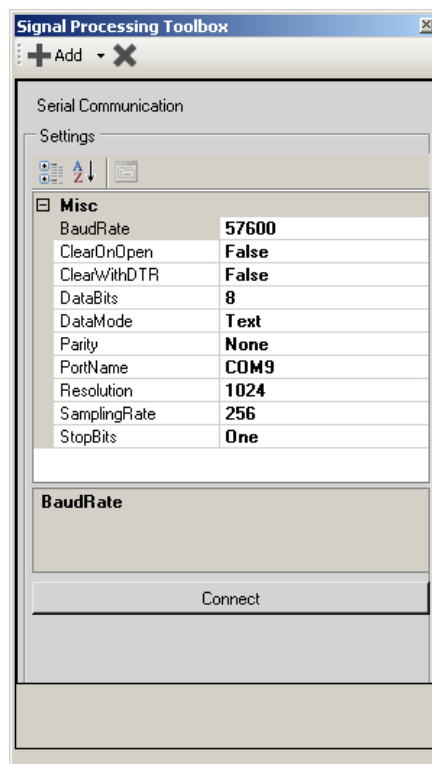 Signal Processing Toolbox
Add
Serial Communication
Settings
Misc
BaudRate 57600
ClearOnOpen False
ClearWithDTR False
DataBits 8
DataMode Text
Parity None
PortName COM9
Resolution 1024
SamplingRate 256
StopBits One
BaudRate
Connect